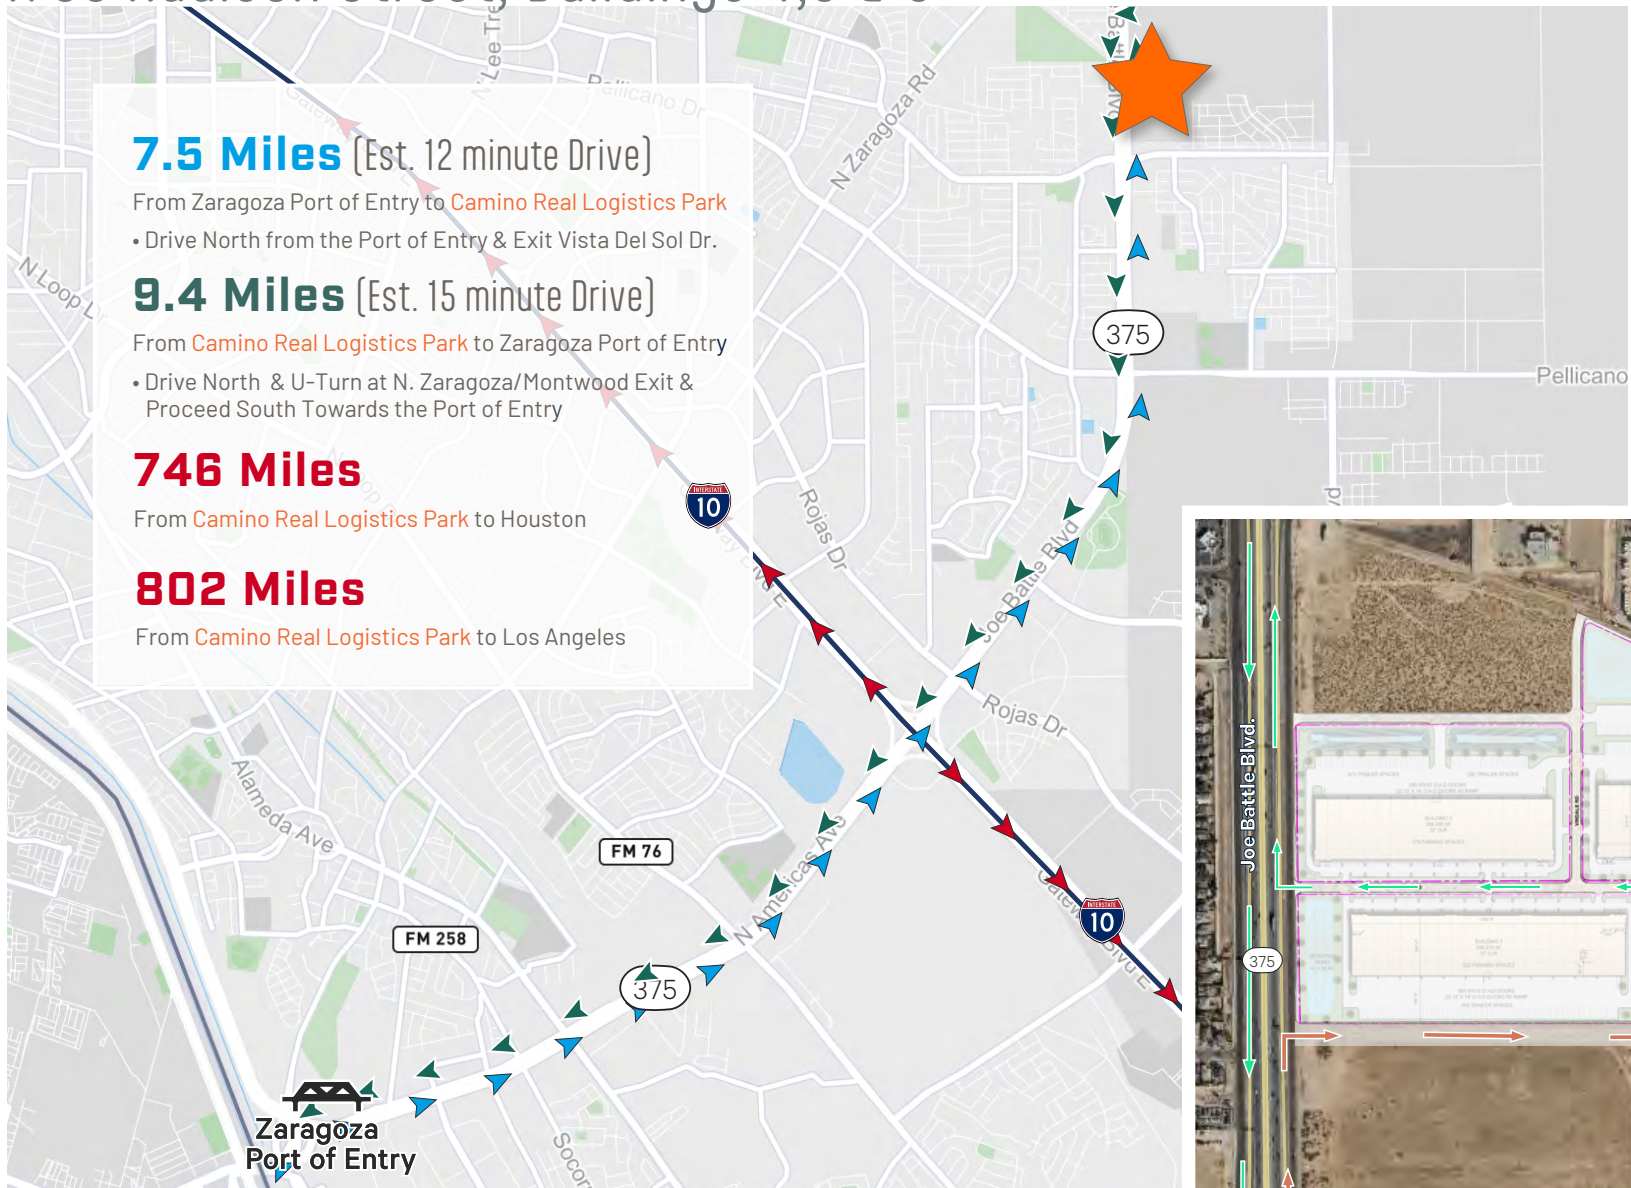 7.5 Miles (Est. 12 minute Drive)
From Zaragoza Port of Entry to Camino Real Logistics Park
• Drive North from the Port of Entry & Exit Vista Del Sol Dr.
9.4 Miles (Est. 15 minute Drive)
From Camino Real Logistics Park to Zaragoza Port of Entry
• Drive North & U-Turn at N. Zaragoza/Montwood Exit &
Proceed South Towards the Port of Entry
746 Miles
From Camino Real Logistics Park to Houston
802 Miles
From Camino Real Logistics Park to Los Angeles
N Lee Tre
Pellicano Dr
N Zaragoza Rd
N Loop Dr
375
Pellicano
INTERSTATE
10
Rojas Dr
Joe Battle Blvd
Rojas Dr
Alameda Ave
FM 76
N Americas Ave
FM 258
375
INTERSTATE
10
Blvd E
Zaragoza
Port of Entry
Joe Battle Blvd.
375